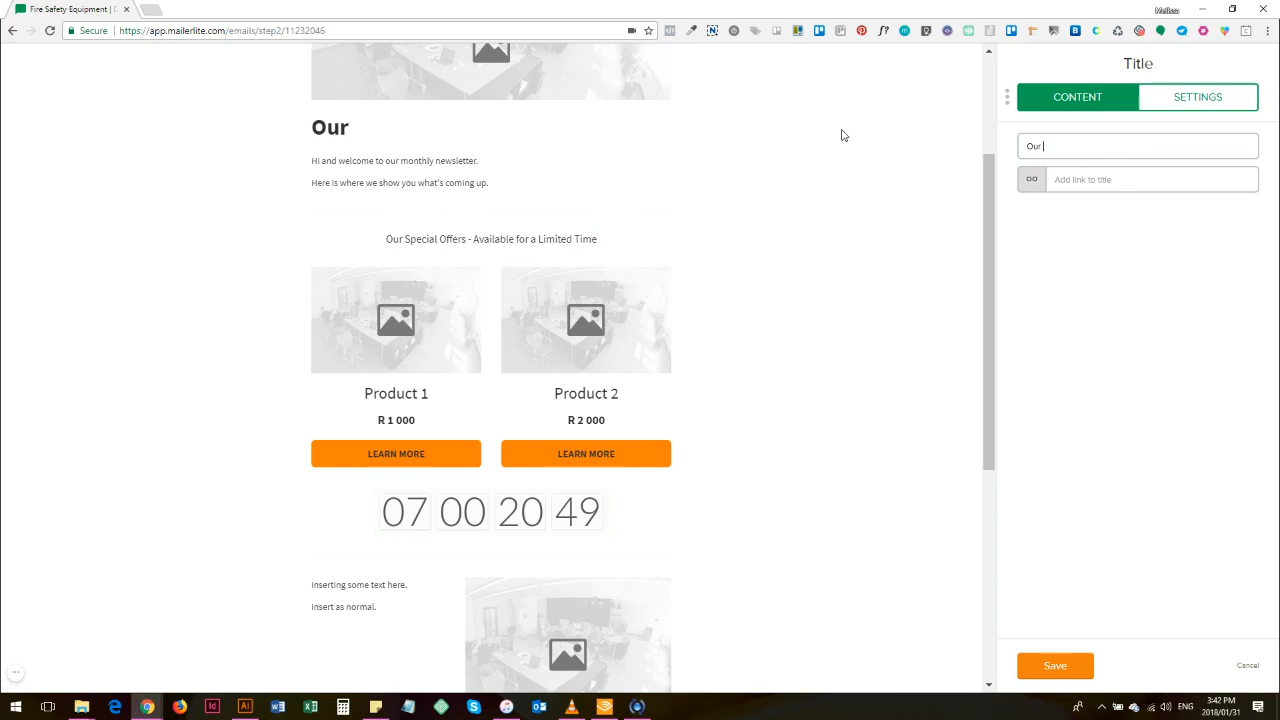 Fire Safety Equipment | D
Melissa
Secure | https://app.mailerlite.com/emails/step2/11232046
Title
CONTENT
SETTINGS
Our
Add link to title
Our
Hi and welcome to our monthly newsletter.
Here is where we show you what's coming up.
Our Special Offers - Available for a Limited Time
Product 1
Product 2
R 1 000
R 2 000
LEARN MORE
LEARN MORE
07 00 20 49
Inserting some text here.
Insert as normal.
Save
Cancel
ENG
3:42 PM
2018/01/31